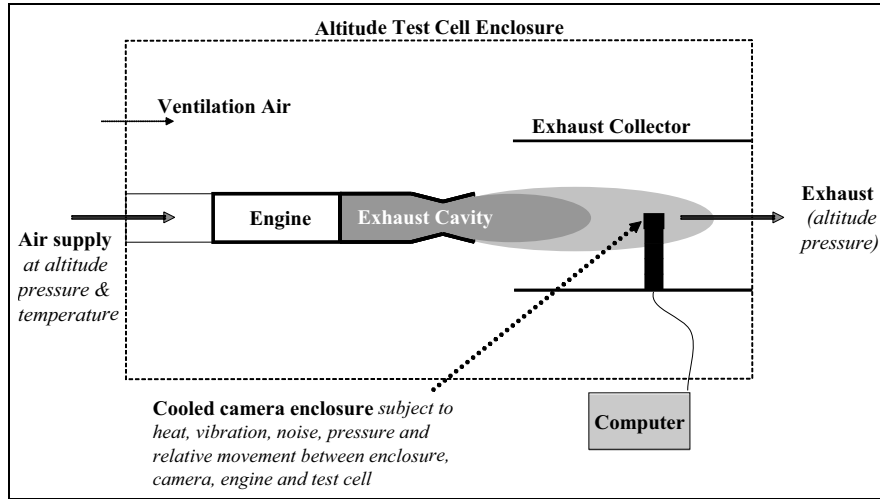 Altitude Test Cell Enclosure
Ventilation Air
Exhaust Collector
Engine
Exhaust Cavity
Exhaust
(altitude
pressure)
Air supply
at altitude
pressure &
temperature
Cooled camera enclosure subject to
heat, vibration, noise, pressure and
relative movement between enclosure,
camera, engine and test cell
Computer